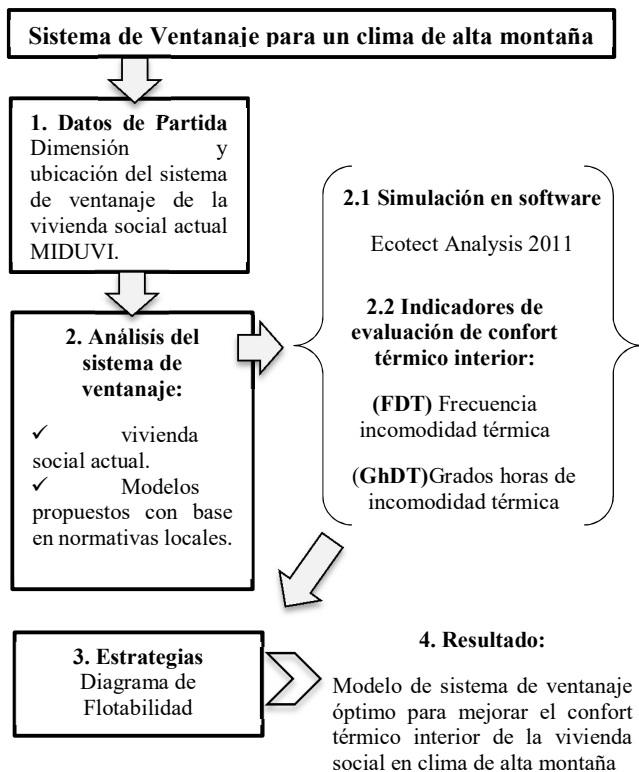 Sistema de Ventanaje para un clima de alta montaña
1. Datos de Partida
Dimensión y
ubicación del sistema
de ventanaje de la
vivienda social actual
MIDUVI.
2. Análisis del
sistema de
ventanaje:
✓ vivienda
social actual.
✓ Modelos
propuestos con base
en normativas locales.
2.1 Simulación en software
Ecotect Analysis 2011
2.2 Indicadores de
evaluación de confort
térmico interior:
(FDT) Frecuencia
incomodidad térmica
(GhDT)Grados horas de
incomodidad térmica
3. Estrategias
Diagrama de
Flotabilidad
4. Resultado:
Modelo de sistema de ventanaje
óptimo para mejorar el confort
térmico interior de la vivienda
social en clima de alta montaña